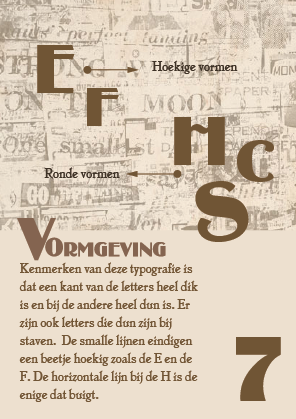 E
Hoekige vormen
F
H
C
Ronde vormen
S
VORMGEVING
Kenmerken van deze typografie is
dat een kant van de letters heel dik
is en bij de andere heel dun is. Er
zijn ook letters die dun zijn bij
staven. De smalle lijnen eindigen
een beetje hoekig zoals de E en de
F. De horizontale lijn bij de H is de
enige dat buigt.
7